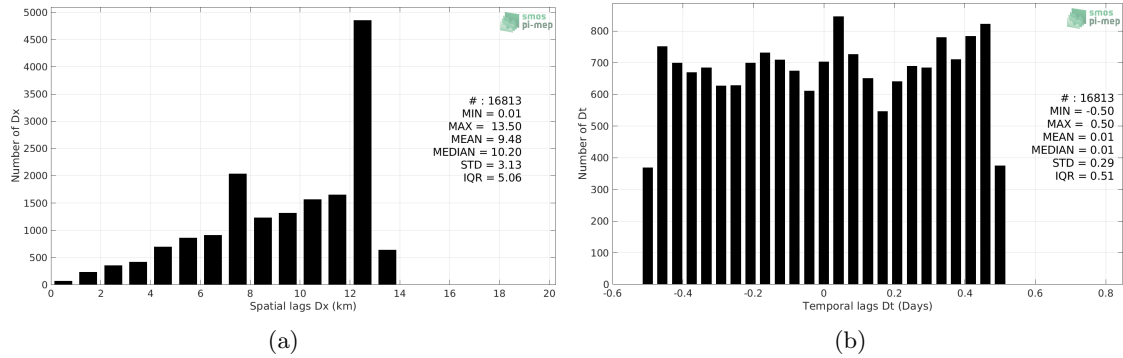 5000
4500
4000
3500
3000
2500
2000
1500
1000
500
0
Number of Dx
smos
pi-mep
# : 16813
MIN = 0.01
MAX = 13.50
MEAN = 9.48
MEDIAN = 10.20
STD = 3.13
IQR = 5.06
0 2 4 6 8 10 12 14 16 18 20
Spatial lags Dx (km)
(a)
800
700
600
500
400
300
200
100
0
Number of Dt
smos
pi-mep
# : 16813
MIN = -0.50
MAX = 0.50
MEAN = 0.01
MEDIAN = 0.01
STD = 0.29
IQR = 0.51
-0.6 -0.4 -0.2 0 0.2 0.4 0.6 0.8
Temporal lags Dt (Days)
(b)